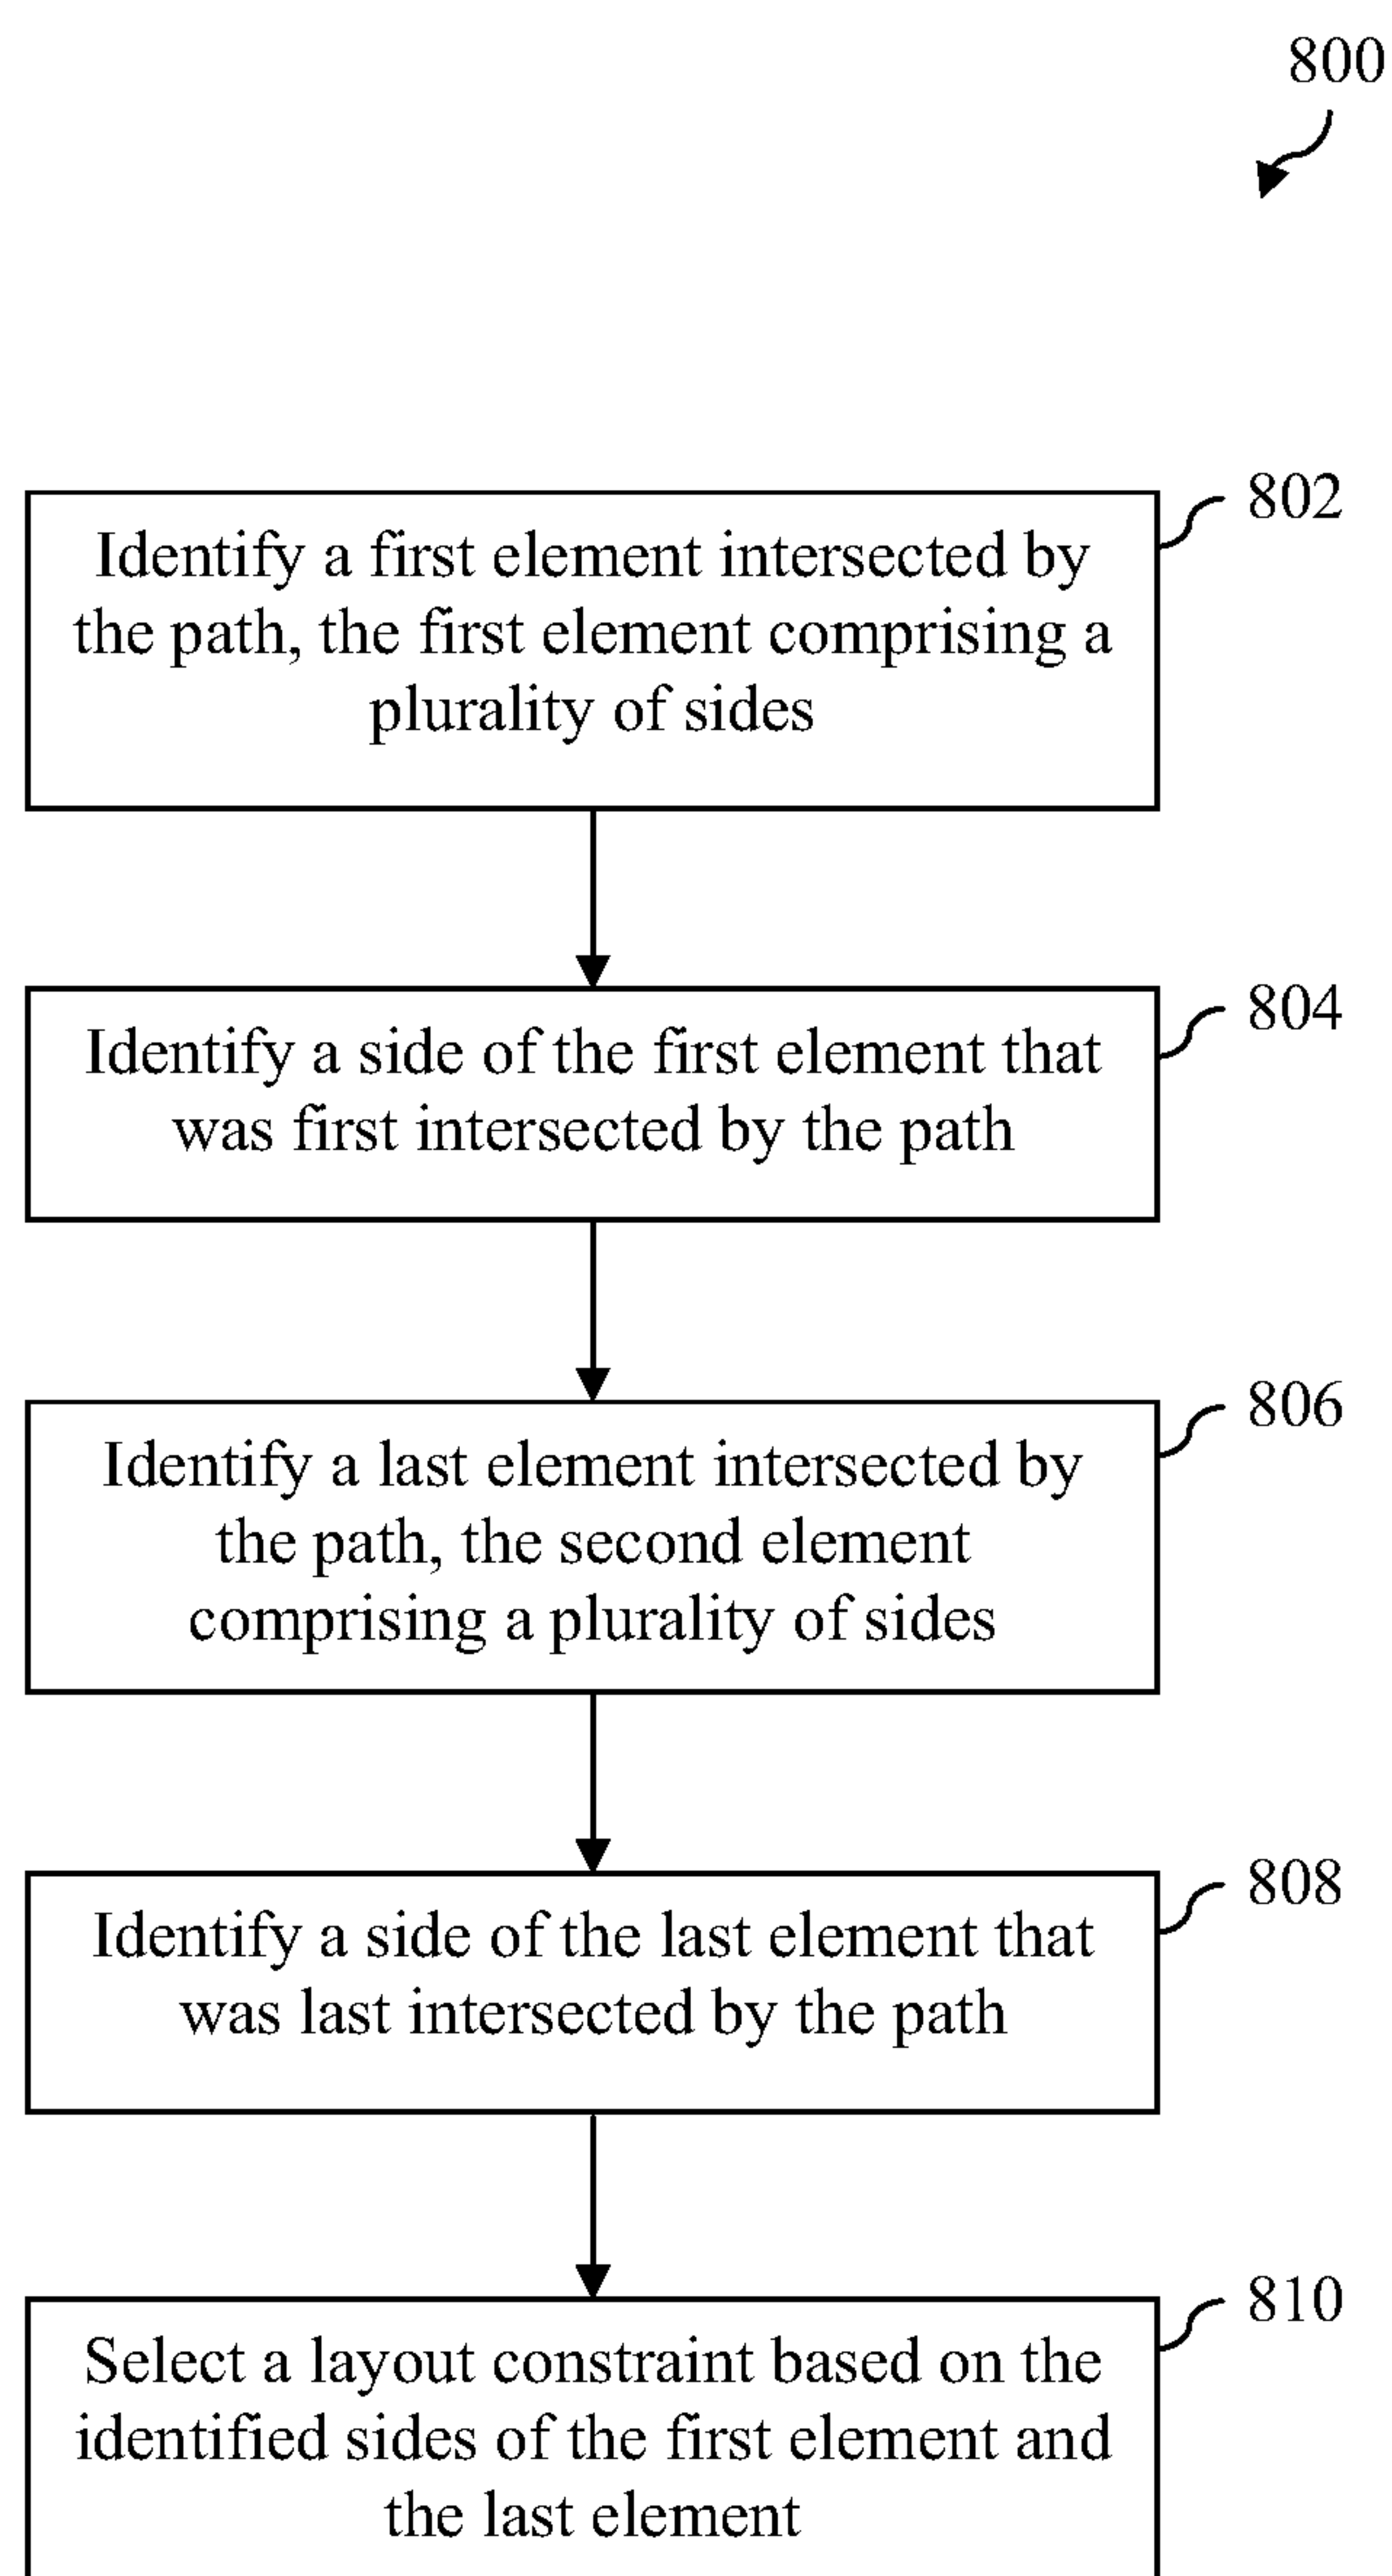 800
802
Identify a first element intersected by
the path, the first element comprising a
plurality of sides
804
Identify a side of the first element that
was first intersected by the path
806
Identify a last element intersected by
the path, the second element
comprising a plurality of sides
808
Identify a side of the last element that
was last intersected by the path
810
Select a layout constraint based on the
identified sides of the first element and
the last element